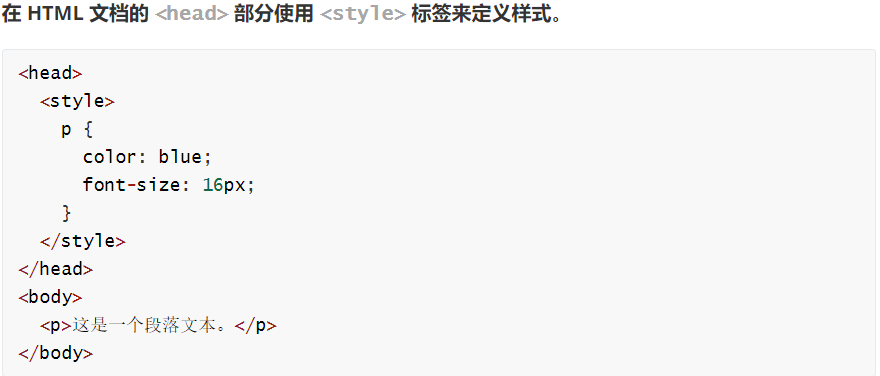 在 HTML 文档的 <head> 部分使用 <style> 标签来定义样式。
<head>
  <style>
    p {
      color: blue;
      font-size: 16px;
    }
  </style>
</head>
<body>
  <p>这是一个段落文本。</p>
</body>